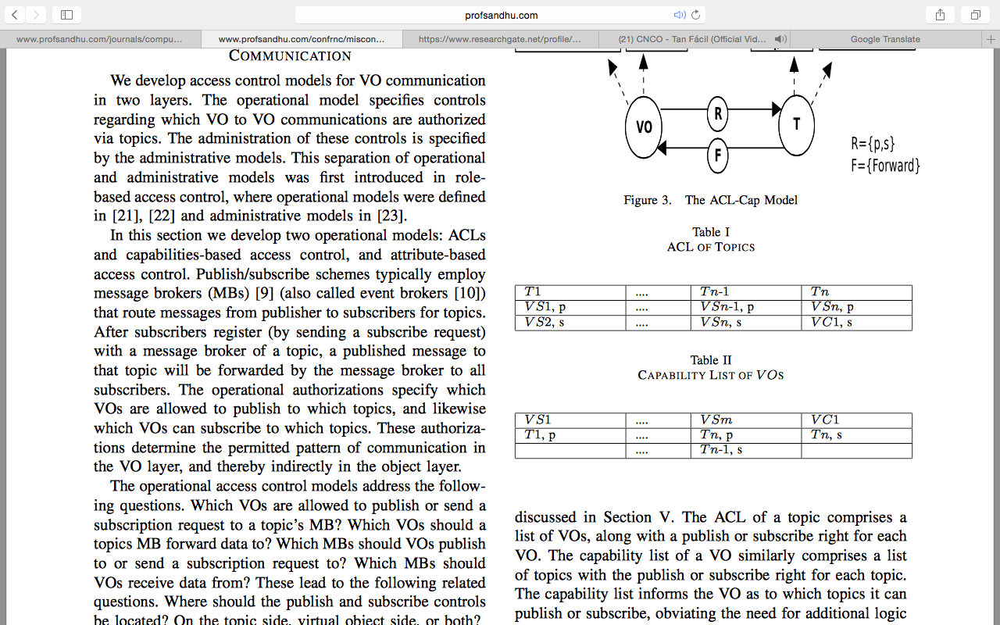 profsandhu.com
www.profsandhu.com/journals/compu...
www.profsandhu.com/confrnc/miscon...
https://www.researchgate.net/profile/...
(21) CNCO - Tan Fácil (Official Vid...
Google Translate
COMMUNICATION
We develop access control models for VO communication
in two layers. The operational model specifies controls
regarding which VO to VO communications are authorized
via topics. The administration of these controls is specified
by the administrative models. This separation of operational
and administrative models was first introduced in role-
based access control, where operational models were defined
in [21], [22] and administrative models in [23].
In this section we develop two operational models: ACLs
and capabilities-based access control, and attribute-based
access control. Publish/subscribe schemes typically employ
message brokers (MBs) [9] (also called event brokers [10])
that route messages from publisher to subscribers for topics.
After subscribers register (by sending a subscribe request)
with a message broker of a topic, a published message to
that topic will be forwarded by the message broker to all
subscribers. The operational authorizations specify which
VOs are allowed to publish to which topics, and likewise
which VOs can subscribe to which topics. These authoriza-
tions determine the permitted pattern of communication in
the VO layer, and thereby indirectly in the object layer.
The operational access control models address the follow-
ing questions. Which VOs are allowed to publish or send a
subscription request to a topic's MB? Which VOs should a
topics MB forward data to? Which MBs should VOs publish
to or send a subscription request to? Which MBs should
VOs receive data from? These lead to the following related
questions. Where should the publish and subscribe controls
be located? On the topic side, virtual object side, or both?
VO R T
F
R={p,s}
F={Forward}
Figure 3. The ACL-Cap Model
Table I
ACL OF TOPICS
T1 .... Tn-1 Tn
VS1, p .... VSn-1, p VSn, p
VS2, s .... VSn, s VC1, s
Table II
CAPABILITY LIST OF VOS
VS1 .... VSm VC1
T1, p .... Tn, p Tn, s
.... Tn-1, s
discussed in Section V. The ACL of a topic comprises a
list of VOs, along with a publish or subscribe right for each
VO. The capability list of a VO similarly comprises a list
of topics with the publish or subscribe right for each topic.
The capability list informs the VO as to which topics it can
publish or subscribe, obviating the need for additional logic